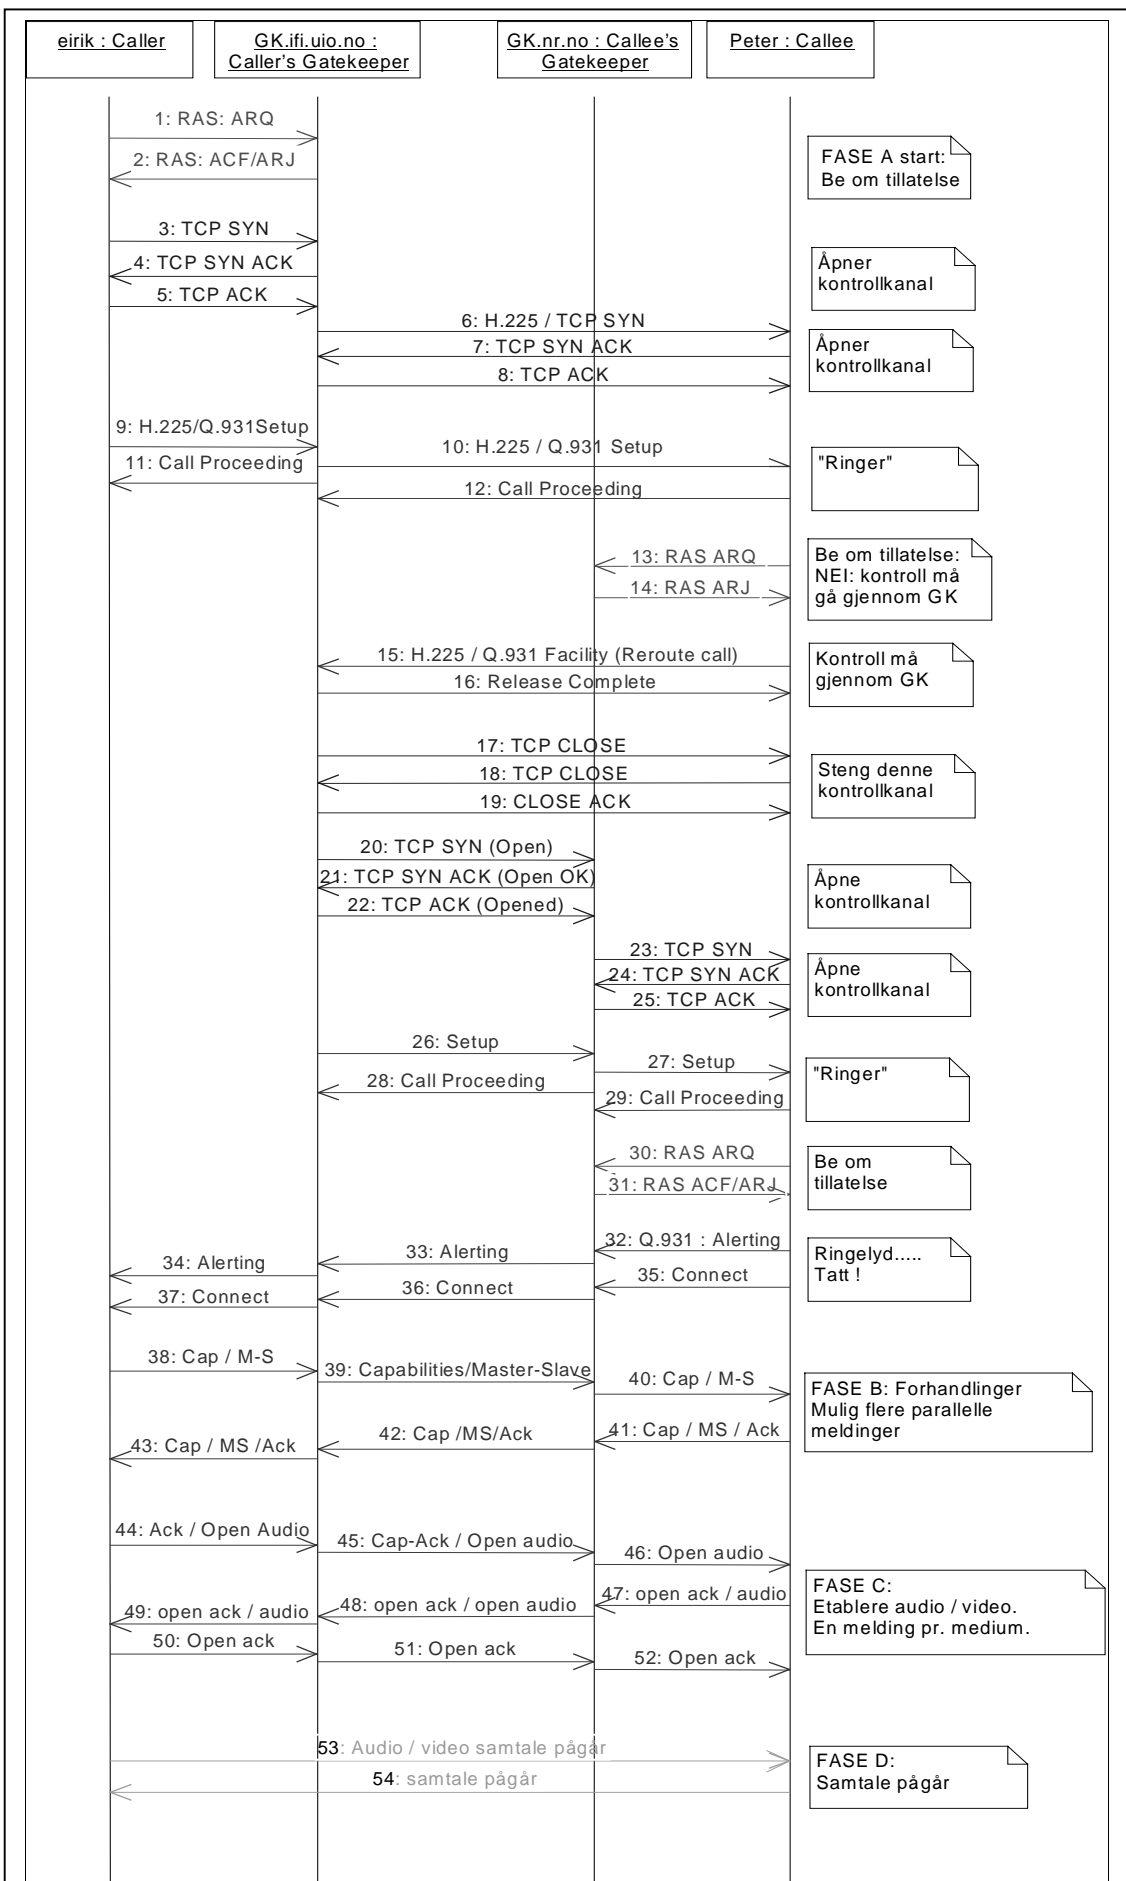 eirik : Caller
GK.ifi.uio.no :
Caller's Gatekeeper
GK.nr.no : Callee's
Gatekeeper
Peter : Callee
1: RAS: ARQ
2: RAS: ACF/ARJ
FASE A start:
Be om tillatelse
3: TCP SYN
4: TCP SYN ACK
5: TCP ACK
Åpner
kontrollkanal
6: H.225 / TCP SYN
7: TCP SYN ACK
8: TCP ACK
Åpner
kontrollkanal
9: H.225/Q.931Setup
10: H.225 / Q.931 Setup
11: Call Proceeding
12: Call Proceeding
"Ringer"
13: RAS ARQ
14: RAS ARJ
Be om tillatelse:
NEI: kontroll må
gå gjennom GK
15: H.225 / Q.931 Facility (Reroute call)
16: Release Complete
Kontroll må
gjennom GK
17: TCP CLOSE
18: TCP CLOSE
19: CLOSE ACK
Steng denne
kontrollkanal
20: TCP SYN (Open)
21: TCP SYN ACK (Open OK)
22: TCP ACK (Opened)
Åpne
kontrollkanal
23: TCP SYN
24: TCP SYN ACK
25: TCP ACK
Åpne
kontrollkanal
26: Setup
27: Setup
28: Call Proceeding
29: Call Proceeding
"Ringer"
30: RAS ARQ
31: RAS ACF/ARJ
Be om
tillatelse
32: Q.931 : Alerting
33: Alerting
34: Alerting
35: Connect
36: Connect
37: Connect
Ringelyd.....
Tatt !
38: Cap / M-S
39: Capabilities/Master-Slave
40: Cap / M-S
41: Cap / MS / Ack
42: Cap /MS/Ack
43: Cap / MS /Ack
FASE B: Forhandlinger
Mulig flere parallelle
meldinger
44: Ack / Open Audio
45: Cap-Ack / Open audio
46: Open audio
47: open ack / audio
48: open ack / open audio
49: open ack / audio
50: Open ack
51: Open ack
52: Open ack
FASE C:
Etablere audio / video.
En melding pr. medium.
53: Audio / video samtale pågår
54: samtale pågår
FASE D:
Samtale pågår